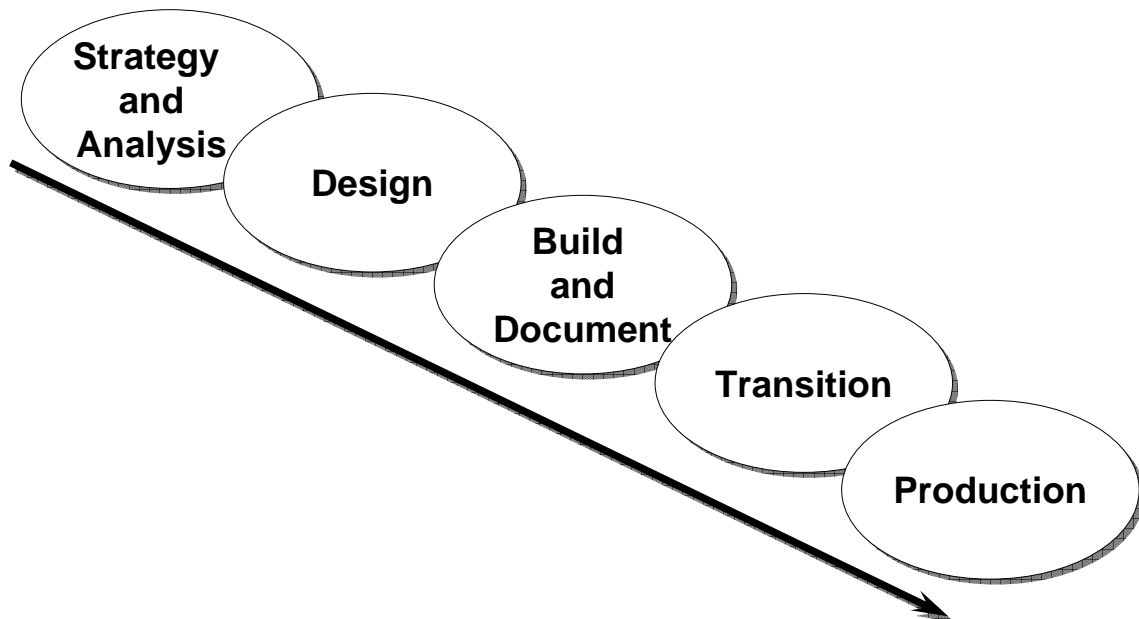 Strategy
and
Analysis
Design
Build
and
Document
Transition
Production